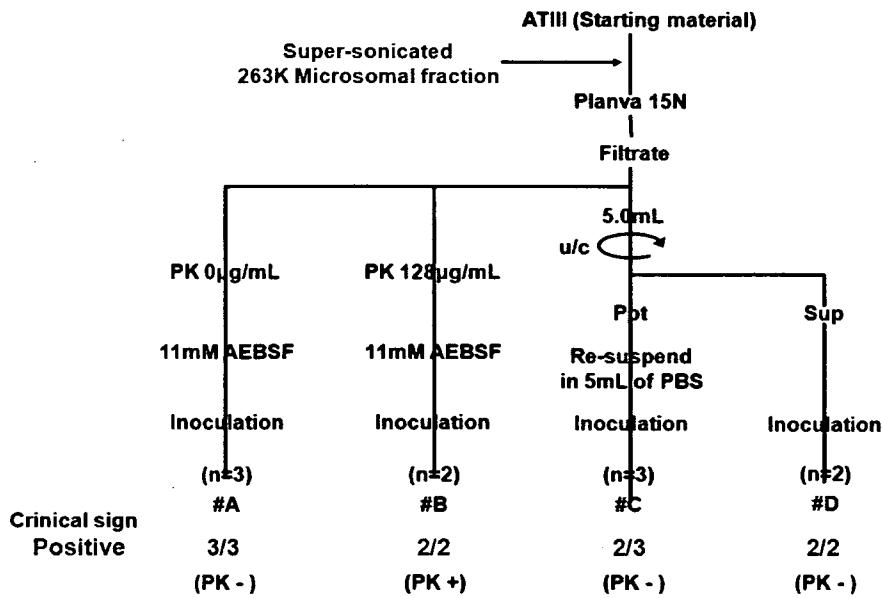 ATIII (Starting material)
Super-sonicated
263K Microsomal fraction
Planva 15N
Filtrate
5.0mL
u/c
PK 0µg/mL PK 128µg/mL
Ppt Sup
11mM AEBSF 11mM AEBSF Re-suspend
in 5mL of PBS
Inoculation Inoculation Inoculation Inoculation
(n=3) (n=2) (n=3) (n=2)
#A #B #C #D
Crinical sign
Positive 3/3 2/2 2/3 2/2
(PK - ) (PK +) (PK - ) (PK - )